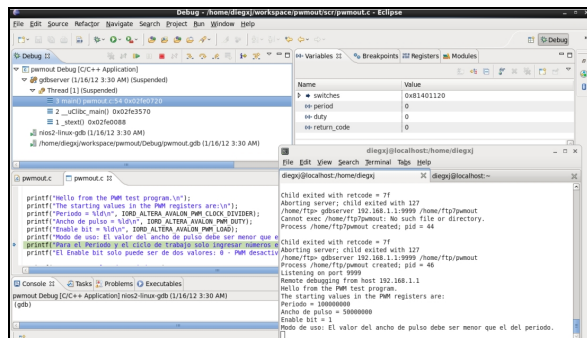 Debug - /home/diegxj/workspace/pwmout/scr/pwmout.c - Eclipse
File Edit Source Refactor Navigate Search Project Run Window Help
Debug
Debug
pwmout Debug [C/C++ Application]
gdbserver (1/16/12 3:30 AM) (Suspended)
Thread [1] (Suspended)
3 main() pwmout.c:54 0x02fe0720
2 __uClibc_main() 0x02fe3570
1 _stext() 0x02fe0088
nios2-linux-gdb (1/16/12 3:30 AM)
/home/diegxj/workspace/pwmout/Debug/pwmout.gdb (1/16/12 3:30 AM)
Variables Breakpoints Registers Modules
Name Value
switches 0x81401120
period 0
duty 0
return_code 0
pwmout.c pwmout.c
printf("Hello from the PWM test program.\n");
printf("The starting values in the PWM registers are:\n");
printf("Periodo = %ld\n", IORD_ALTERA_AVALON_PWM_CLOCK_DIVIDER);
printf("Ancho de pulso = %ld\n", IORD_ALTERA_AVALON_PWM_DUTY);
printf("Enable bit = %ld\n", IORD_ALTERA_AVALON_PWM_LOAD);
printf("Modo de uso: El valor del ancho de pulso debe ser menor que e
printf("Para el Periodo y el ciclo de trabajo solo ingresar números e
printf("El Enable bit solo puede ser de dos valores: 0 - PWM desactiv
Console Tasks Problems Executables
pwmout Debug [C/C++ Application] nios2-linux-gdb (1/16/12 3:30 AM)
(gdb)
diegxj@localhost:/home/diegxj
File Edit View Search Terminal Tabs Help
diegxj@localhost:/home/diegxj
diegxj@localhost:~
Child exited with retcode = 7f
Aborting server; child exited with 127
/home/ftp> gdbserver 192.168.1.1:9999 /home/ftp7pwmout
Cannot exec /home/ftp7pwmout: No such file or directory.
Process /home/ftp7pwmout created; pid = 44
Child exited with retcode = 7f
Aborting server; child exited with 127
/home/ftp> gdbserver 192.168.1.1:9999 /home/ftp/pwmout
Process /home/ftp/pwmout created; pid = 46
Listening on port 9999
Remote debugging from host 192.168.1.1
Hello from the PWM test program.
The starting values in the PWM registers are:
Periodo = 100000000
Ancho de pulso = 50000000
Enable bit = 1
Modo de uso: El valor del ancho de pulso debe ser menor que el del periodo.